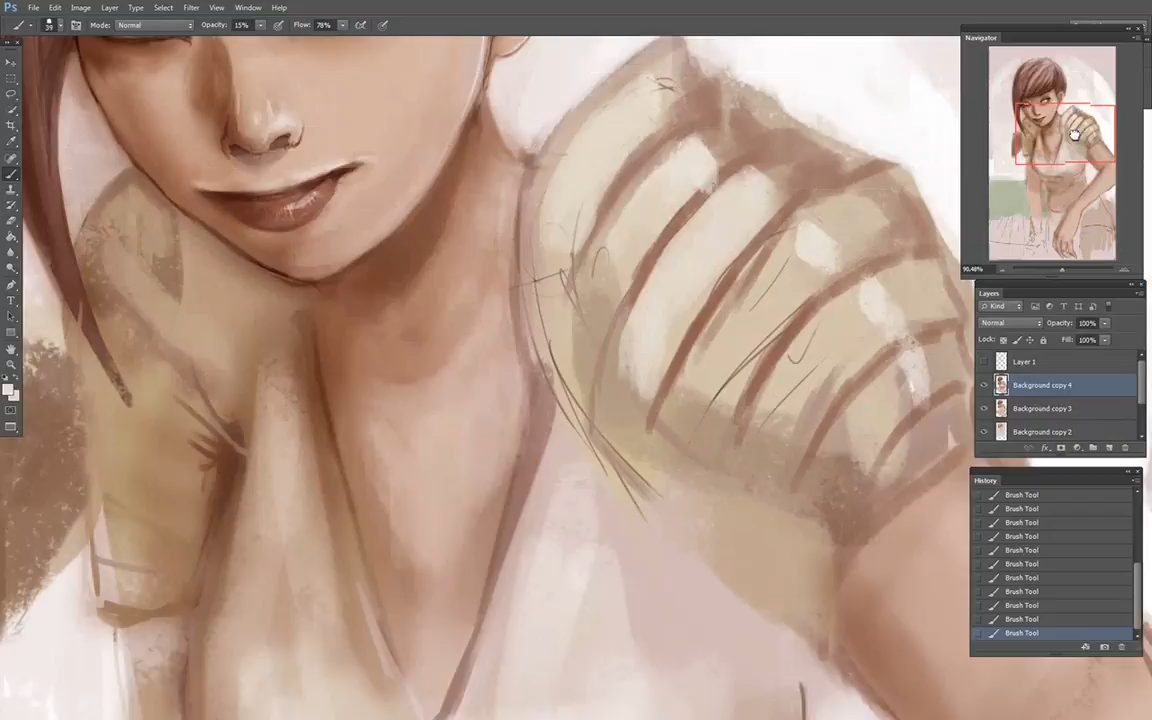 Ps File Edit Image Layer Type Select Filter View Window Help
39 Mode: Normal Opacity: 15% Flow: 78%
Navigator
90,48%
Layers
Kind
Normal Opacity: 100%
Lock: Fill: 100%
Layer 1
Background copy 4
Background copy 3
Background copy 2
fx
History
Brush Tool
Brush Tool
Brush Tool
Brush Tool
Brush Tool
Brush Tool
Brush Tool
Brush Tool
Brush Tool
Brush Tool
Brush Tool